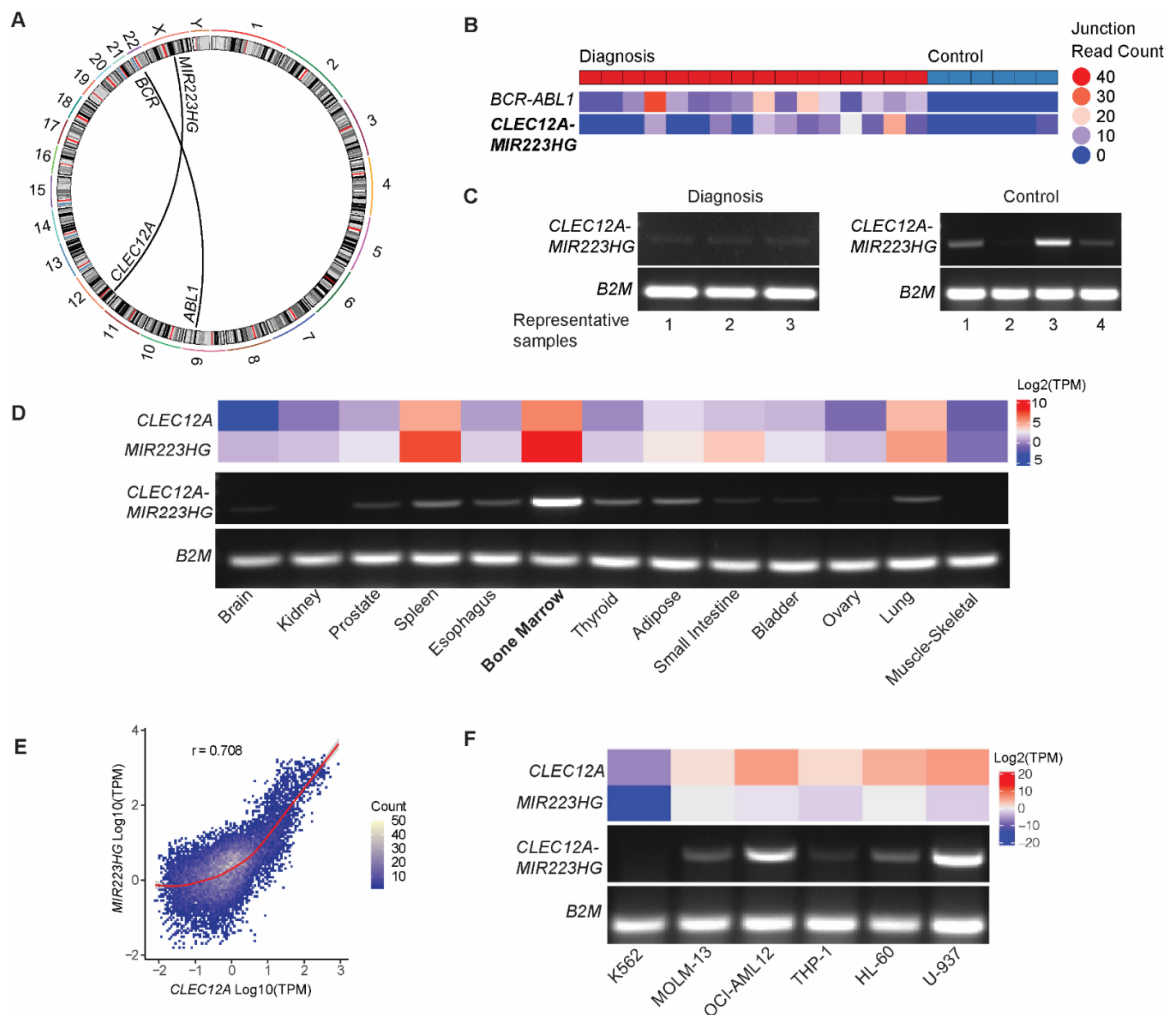 A
1
2
3
4
5
6
7
8
9
10
11
12
13
14
15
16
17
18
19
20
21
22
X
Y
BCR
MIR223HG
CLEC12A
ABL1
B
Diagnosis
Control
BCR-ABL1
CLEC12A-
MIR223HG
Junction
Read Count
40
30
20
10
0
C
Diagnosis
CLEC12A-
MIR223HG
B2M
Representative
samples
1 2 3
Control
CLEC12A-
MIR223HG
B2M
1 2 3 4
D
CLEC12A
MIR223HG
CLEC12A-
MIR223HG
B2M
Log2(TPM)
10
5
0
5
Brain
Kidney
Prostate
Spleen
Esophagus
Bone Marrow
Thyroid
Adipose
Small Intestine
Bladder
Ovary
Lung
Muscle-Skeletal
E
r = 0.708
MIR223HG Log10(TPM)
4
2
0
−2
−2 −1 0 1 2 3
CLEC12A Log10(TPM)
Count
50
40
30
20
10
F
CLEC12A
MIR223HG
CLEC12A-
MIR223HG
B2M
Log2(TPM)
20
10
0
−10
−20
K562
MOLM-13
OCI-AML12
THP-1
HL-60
U-937